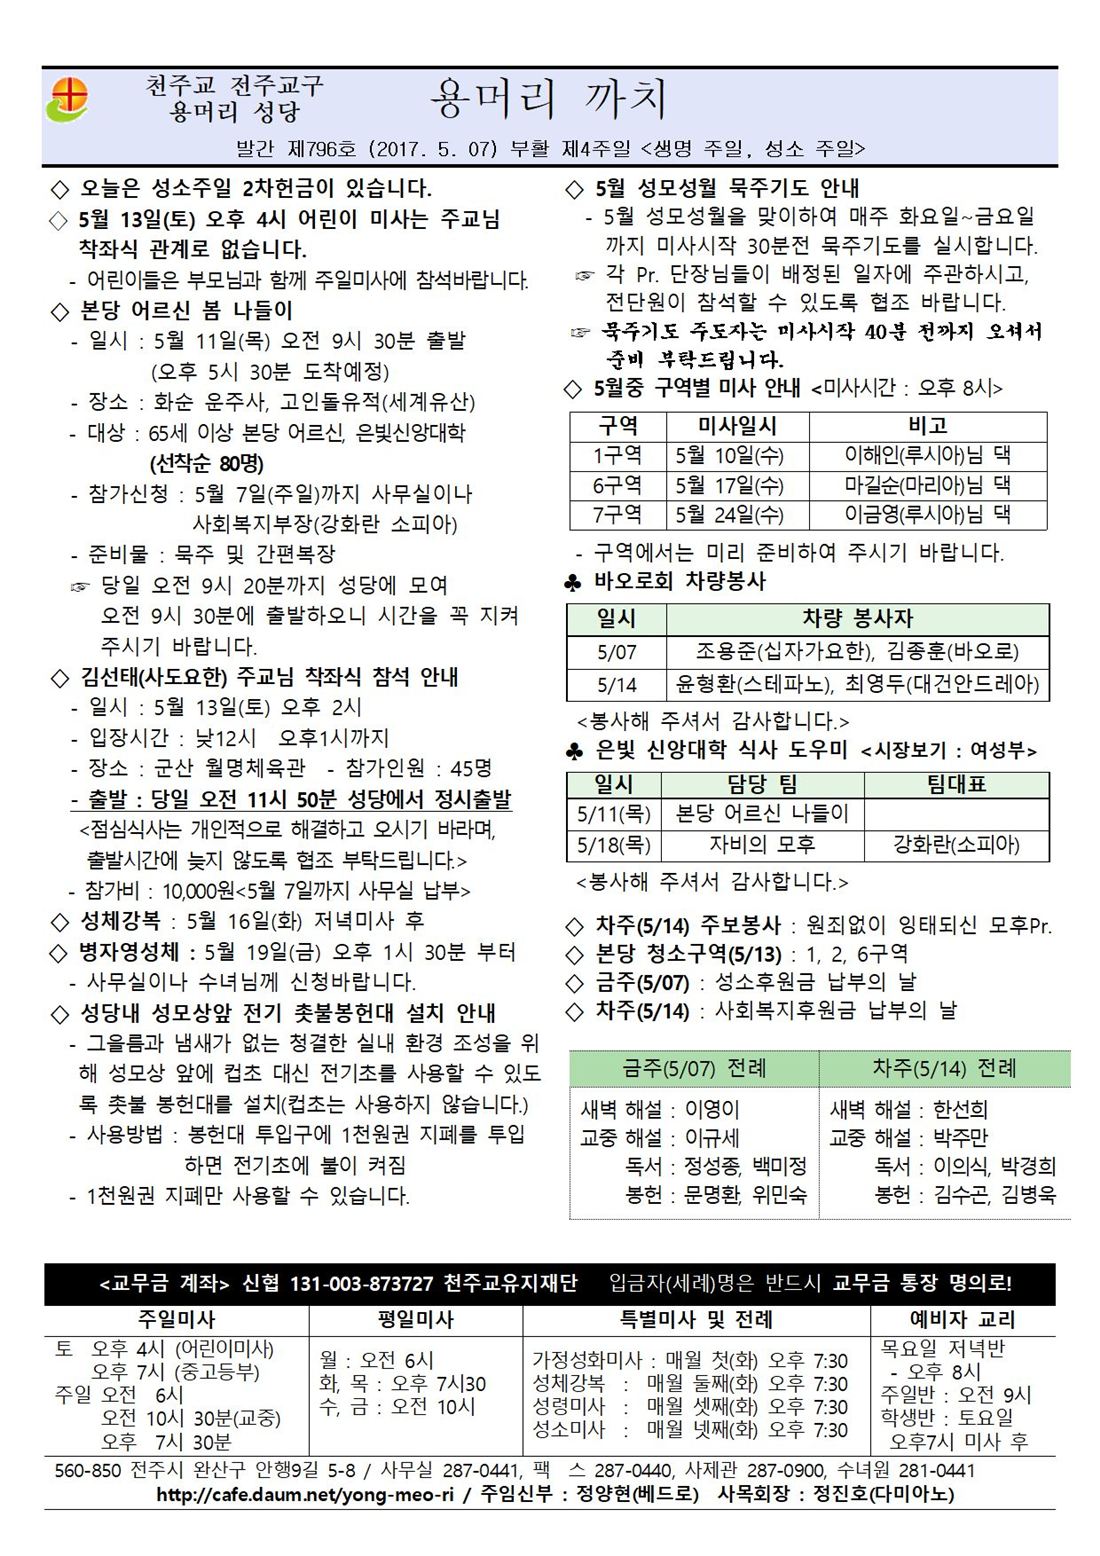 천주교 전주교구
용머리 성당
용머리 까치
발간 제796호 (2017. 5. 07) 부활 제4주일 <생명 주일, 성소 주일>
◇ 오늘은 성소주일 2차헌금이 있습니다.
◇ 5월 13일(토) 오후 4시 어린이 미사는 주교님
착좌식 관계로 없습니다.
- 어린이들은 부모님과 함께 주일미사에 참석바랍니다.
◇ 본당 어르신 봄 나들이
- 일시 : 5월 11일(목) 오전 9시 30분 출발
(오후 5시 30분 도착예정)
- 장소 : 화순 운주사, 고인돌유적(세계유산)
- 대상 : 65세 이상 본당 어르신, 은빛신앙대학
(선착순 80명)
- 참가신청 : 5월 7일(주일)까지 사무실이나
사회복지부장(강화란 소피아)
- 준비물 : 묵주 및 간편복장
☞ 당일 오전 9시 20분까지 성당에 모여
오전 9시 30분에 출발하오니 시간을 꼭 지켜
주시기 바랍니다.
◇ 김선태(사도요한) 주교님 착좌식 참석 안내
- 일시 : 5월 13일(토) 오후 2시
- 입장시간 : 낮12시 오후1시까지
- 장소 : 군산 월명체육관 - 참가인원 : 45명
- 출발 : 당일 오전 11시 50분 성당에서 정시출발
<점심식사는 개인적으로 해결하고 오시기 바라며,
출발시간에 늦지 않도록 협조 부탁드립니다.>
- 참가비 : 10,000원<5월 7일까지 사무실 납부>
◇ 성체강복 : 5월 16일(화) 저녁미사 후
◇ 병자영성체 : 5월 19일(금) 오후 1시 30분 부터
- 사무실이나 수녀님께 신청바랍니다.
◇ 성당내 성모상앞 전기 촛불봉헌대 설치 안내
- 그을름과 냄새가 없는 청결한 실내 환경 조성을 위
해 성모상 앞에 컵초 대신 전기초를 사용할 수 있도
록 촛불 봉헌대를 설치(컵초는 사용하지 않습니다.)
- 사용방법 : 봉헌대 투입구에 1천원권 지폐를 투입
하면 전기초에 불이 켜짐
- 1천원권 지폐만 사용할 수 있습니다.
◇ 5월 성모성월 묵주기도 안내
- 5월 성모성월을 맞이하여 매주 화요일~금요일
까지 미사시작 30분전 묵주기도를 실시합니다.
☞ 각 Pr. 단장님들이 배정된 일자에 주관하시고,
전단원이 참석할 수 있도록 협조 바랍니다.
☞ 묵주기도 주도자는 미사시작 40분 전까지 오셔서
준비 부탁드립니다.
◇ 5월중 구역별 미사 안내 <미사시간 : 오후 8시>
구역 미사일시 비고
1구역 5월 10일(수) 이해인(루시아)님 댁
6구역 5월 17일(수) 마길순(마리아)님 댁
7구역 5월 24일(수) 이금영(루시아)님 댁
- 구역에서는 미리 준비하여 주시기 바랍니다.
♣ 바오로회 차량봉사
일시 차량 봉사자
5/07 조용준(십자가요한), 김종훈(바오로)
5/14 윤형환(스테파노), 최영두(대건안드레아)
<봉사해 주셔서 감사합니다.>
♣ 은빛 신앙대학 식사 도우미 <시장보기 : 여성부>
일시 담당 팀 팀대표
5/11(목) 본당 어르신 나들이
5/18(목) 자비의 모후 강화란(소피아)
<봉사해 주셔서 감사합니다.>
◇ 차주(5/14) 주보봉사 : 원죄없이 잉태되신 모후Pr.
◇ 본당 청소구역(5/13) : 1, 2, 6구역
◇ 금주(5/07) : 성소후원금 납부의 날
◇ 차주(5/14) : 사회복지후원금 납부의 날
금주(5/07) 전례 차주(5/14) 전례
새벽 해설 : 이영이 새벽 해설 : 한선희
교중 해설 : 이규세 교중 해설 : 박주만
독서 : 정성종, 백미정 독서 : 이의식, 박경희
봉헌 : 문명환, 위민숙 봉헌 : 김수곤, 김병욱
<교무금 계좌> 신협 131-003-873727 천주교유지재단 입금자(세례)명은 반드시 교무금 통장 명의로!
주일미사 평일미사 특별미사 및 전례 예비자 교리
토 오후 4시 (어린이미사)
오후 7시 (중고등부)
주일 오전 6시
오전 10시 30분(교중)
오후 7시 30분
월 : 오전 6시
화, 목 : 오후 7시30
수, 금 : 오전 10시
가정성화미사 : 매월 첫(화) 오후 7:30
성체강복 : 매월 둘째(화) 오후 7:30
성령미사 : 매월 셋째(화) 오후 7:30
성소미사 : 매월 넷째(화) 오후 7:30
목요일 저녁반
- 오후 8시
주일반 : 오전 9시
학생반 : 토요일
오후7시 미사 후
560-850 전주시 완산구 안행9길 5-8 / 사무실 287-0441, 팩 스 287-0440, 사제관 287-0900, 수녀원 281-0441
http://cafe.daum.net/yong-meo-ri / 주임신부 : 정양현(베드로) 사목회장 : 정진호(다미아노)